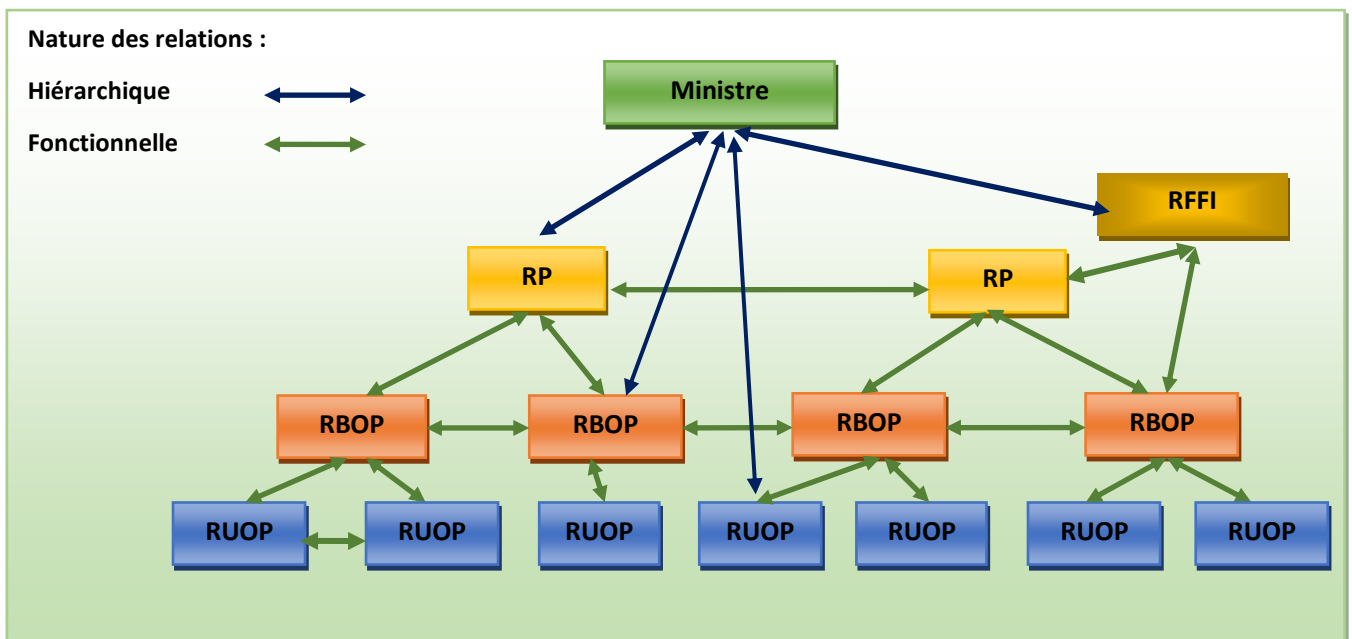 Nature des relations :
Hiérarchique
Fonctionnelle
Ministre
RFFI
RP
RP
RBOP
RBOP
RBOP
RBOP
RUOP
RUOP
RUOP
RUOP
RUOP
RUOP
RUOP